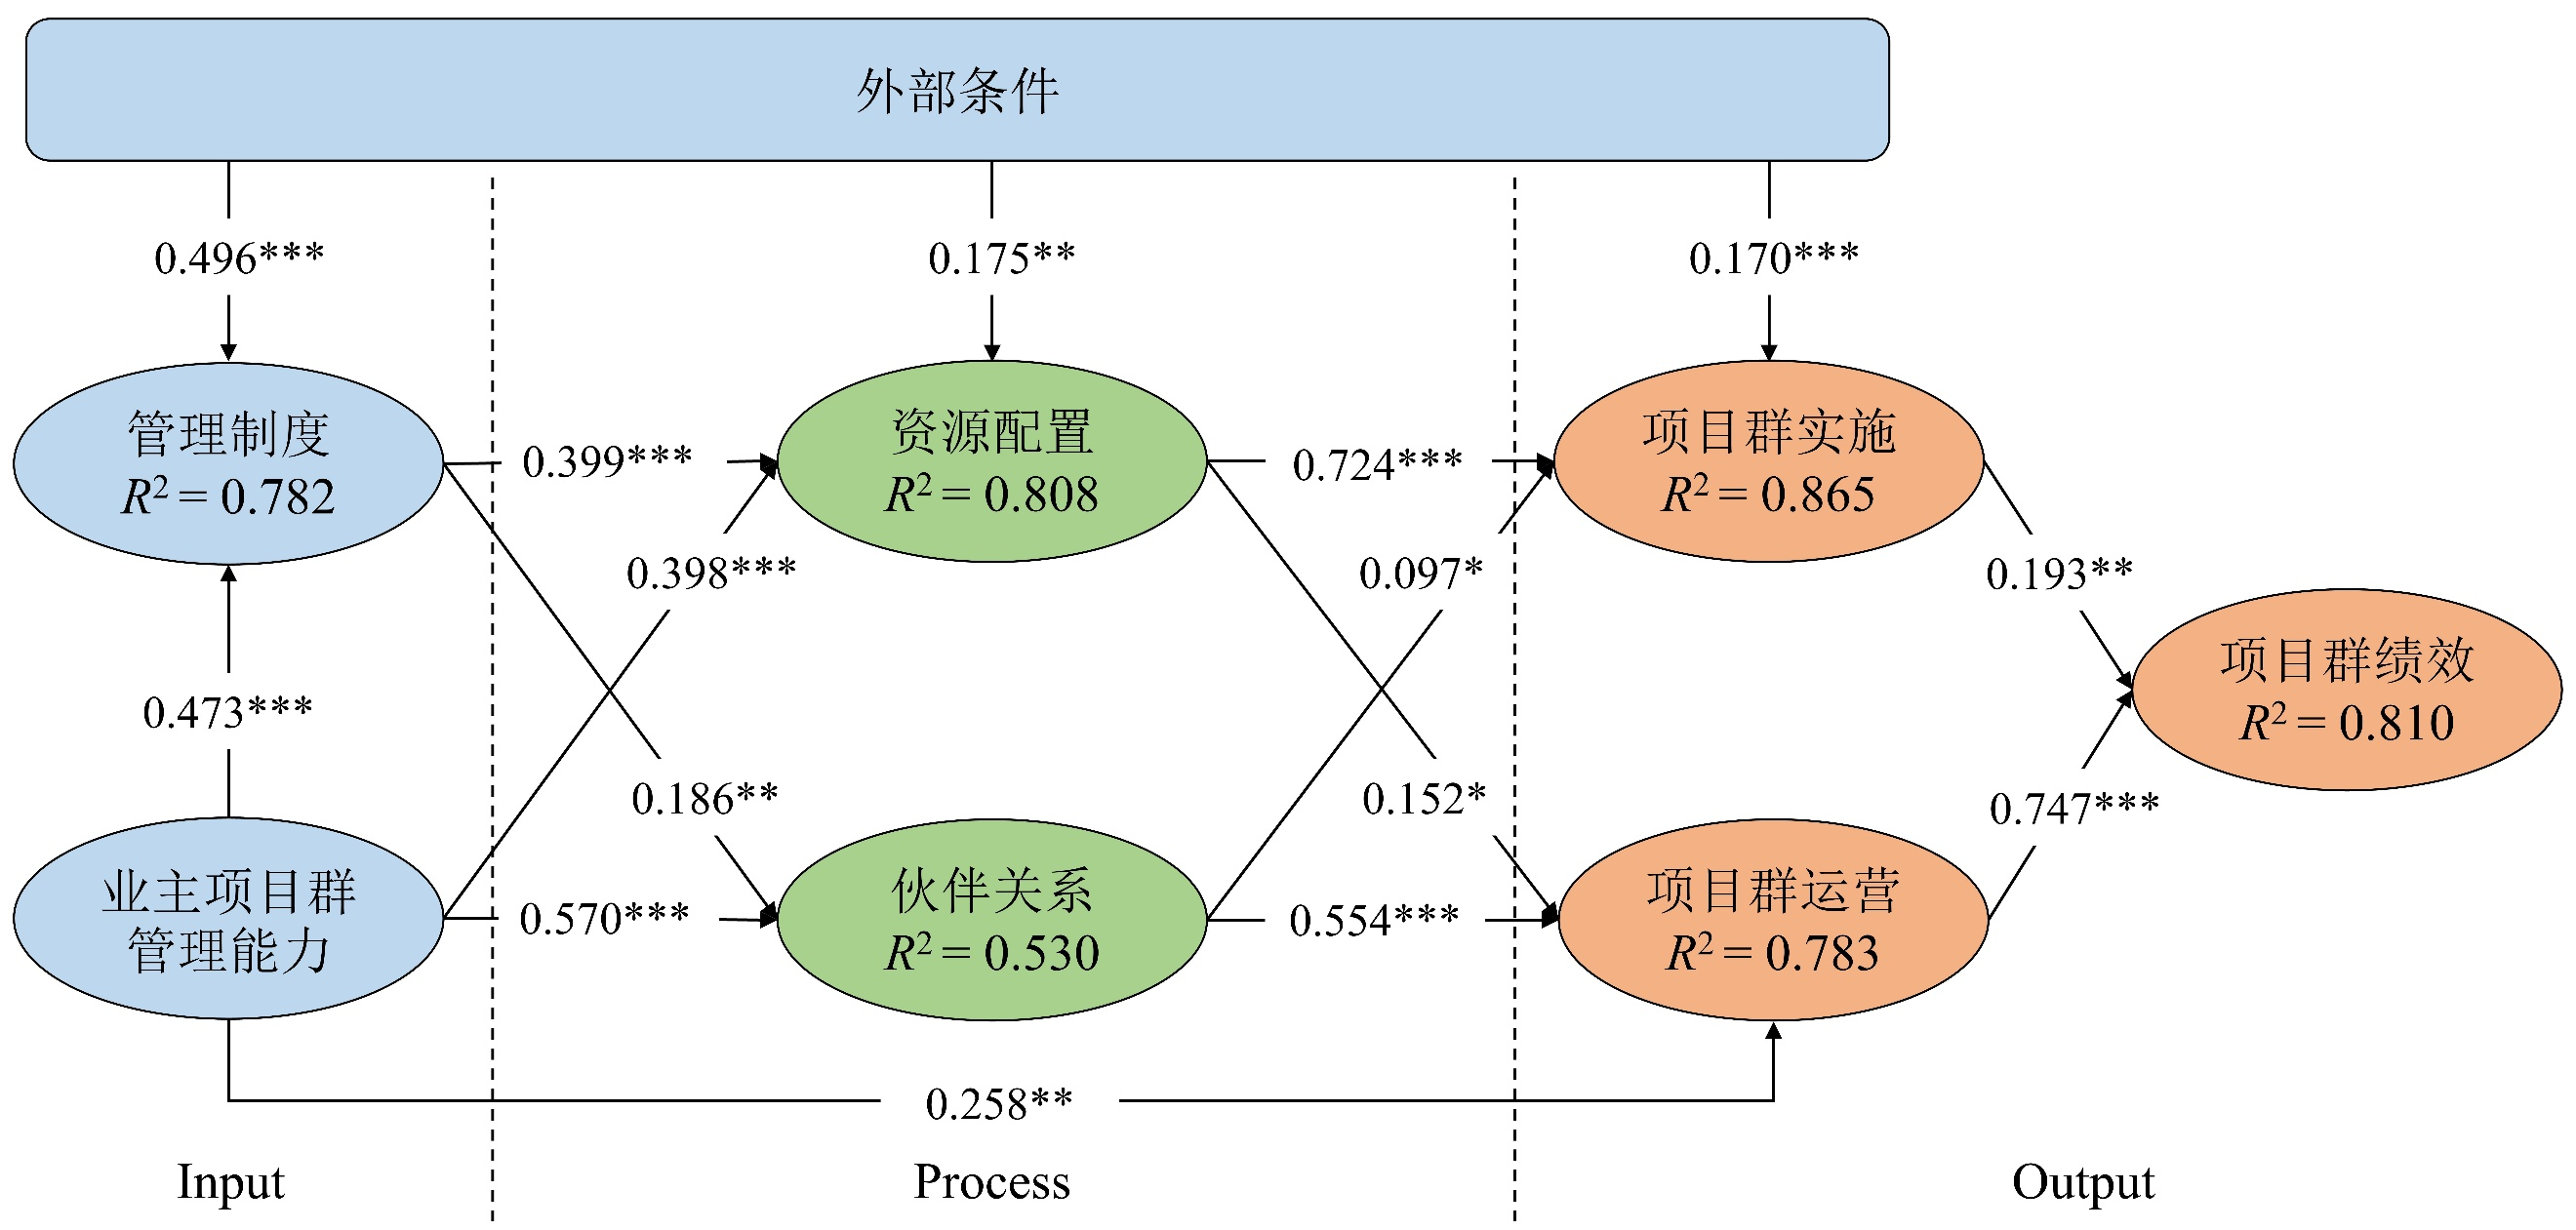 外部条件
0.496***
0.175**
0.170***
管理制度
R² = 0.782
0.399***
资源配置
R² = 0.808
0.724***
项目群实施
R² = 0.865
0.398***
0.097*
0.193**
项目群绩效
R² = 0.810
0.473***
0.186**
0.152*
0.747***
业主项目群
管理能力
0.570***
伙伴关系
R² = 0.530
0.554***
项目群运营
R² = 0.783
0.258**
Input
Process
Output